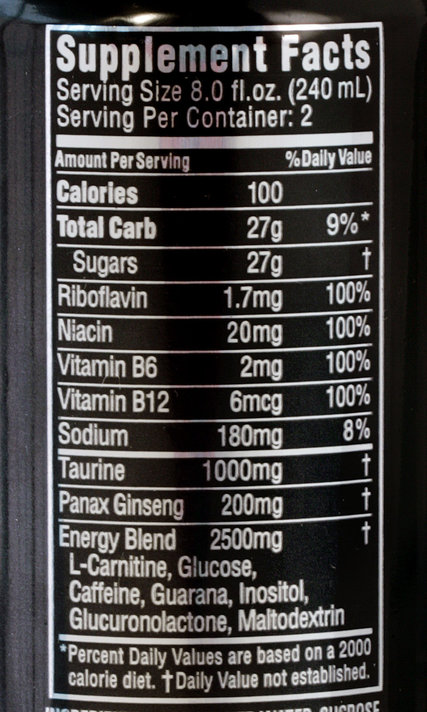 Supplement Facts
Serving Size 8.0 fl.oz. (240 mL)
Serving Per Container: 2
Amount Per Serving %Daily Value
Calories 100
Total Carb 27g 9%*
Sugars 27g †
Riboflavin 1.7mg 100%
Niacin 20mg 100%
Vitamin B6 2mg 100%
Vitamin B12 6mcg 100%
Sodium 180mg 8%
Taurine 1000mg †
Panax Ginseng 200mg †
Energy Blend 2500mg †
L-Carnitine, Glucose,
Caffeine, Guarana, Inositol,
Glucuronolactone, Maltodextrin
*Percent Daily Values are based on a 2000
calorie diet. †Daily Value not established.